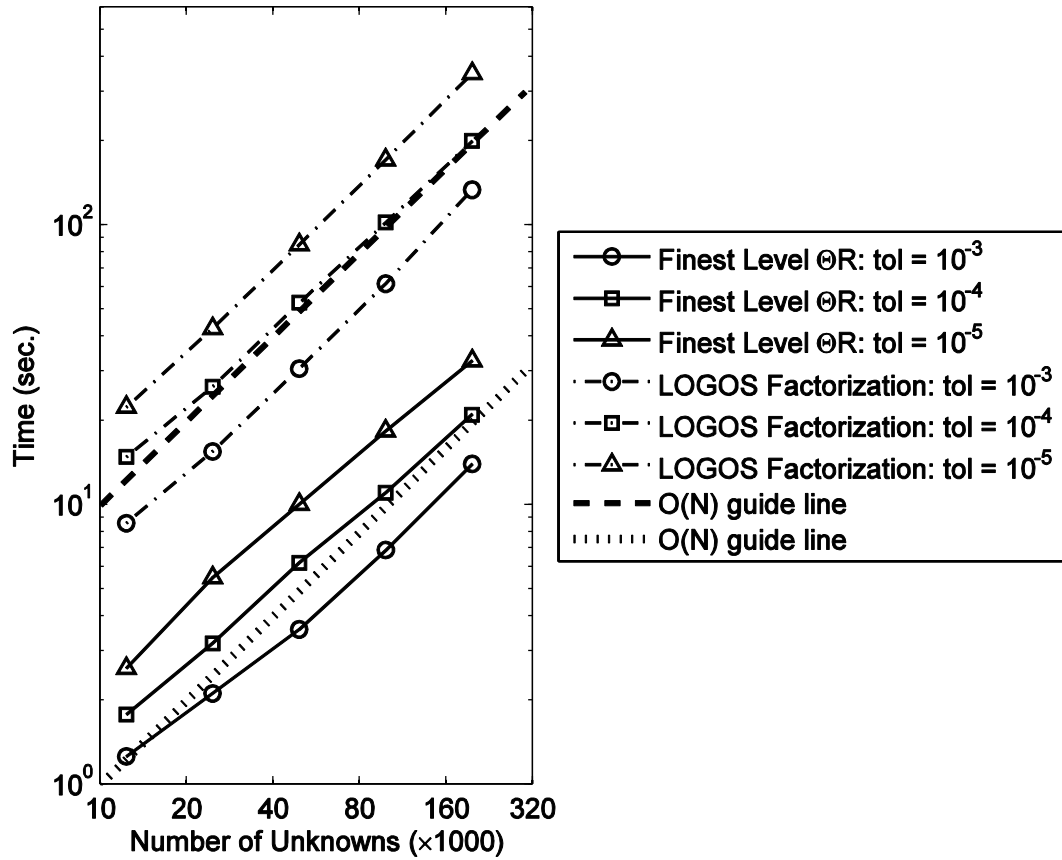 Time (sec.)
10^2
10^1
10^0
10 20 40 80 160 320
Number of Unknowns (×1000)
Finest Level ΘR: tol = 10^-3
Finest Level ΘR: tol = 10^-4
Finest Level ΘR: tol = 10^-5
LOGOS Factorization: tol = 10^-3
LOGOS Factorization: tol = 10^-4
LOGOS Factorization: tol = 10^-5
O(N) guide line
O(N) guide line